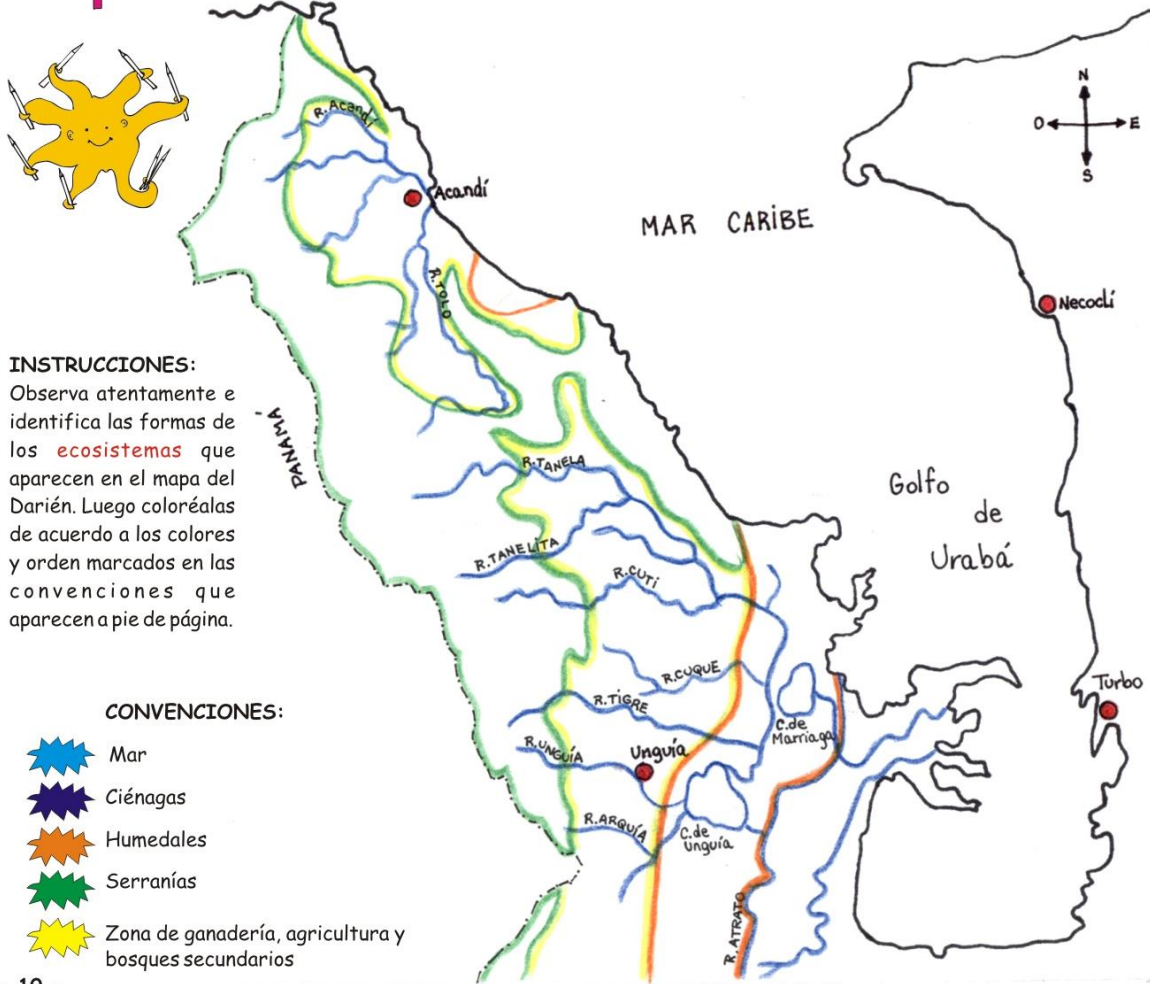 R. Acandí
Acandí
N
O
E
S
MAR CARIBE
R. TOLO
Necoclí
INSTRUCCIONES:
Observa atentamente e
identifica las formas de
los ecosistemas que
aparecen en el mapa del
Darién. Luego coloréalas
de acuerdo a los colores
y orden marcados en las
convenciones que
aparecen a pie de página.
PANAMÁ
R. TANELA
R. TANELITA
R. CUTI
Golfo
de
Urabá
R. CUQUE
R. TIGRE
R. UNGUÍA
Unguía
C. de
Marriaga
Turbo
R. ARQUÍA
C. de
Unguía
R. ATRATO
CONVENCIONES:
Mar
Ciénagas
Humedales
Serranías
Zona de ganadería, agricultura y
bosques secundarios